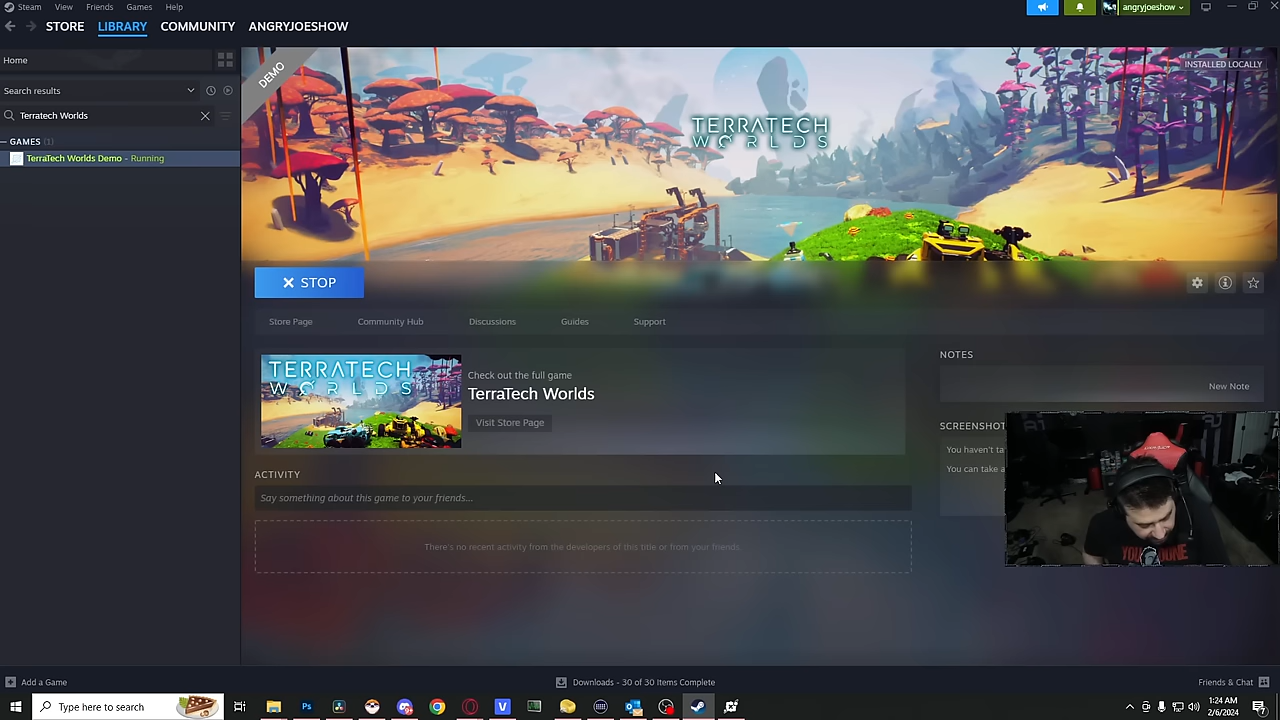 Steam View Friends Games Help
angryjoeshow
STORE LIBRARY COMMUNITY ANGRYJOESHOW
Home
Search results
Terratech Worlds
GAMES (1)
TerraTech Worlds Demo - Running
DEMO
INSTALLED LOCALLY
TERRATECH
WORLDS
STOP
Store Page Community Hub Discussions Guides Support
TERRATECH
WORLDS
Check out the full game
TerraTech Worlds
Visit Store Page
NOTES
New Note
SCREENSHOT
You haven't ta
You can take a
ACTIVITY
Say something about this game to your friends...
There's no recent activity from the developers of this title or from your friends.
Add a Game
Downloads - 30 of 30 Items Complete
Friends & Chat
Type here to search
Ps
V
1:24 AM
2/6/2024